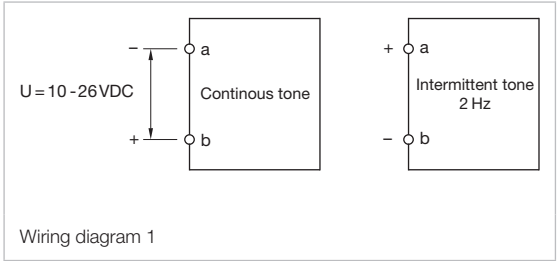 − a + a
U = 10 - 26 VDC Continous tone Intermittent tone
2 Hz
+ b − b
Wiring diagram 1